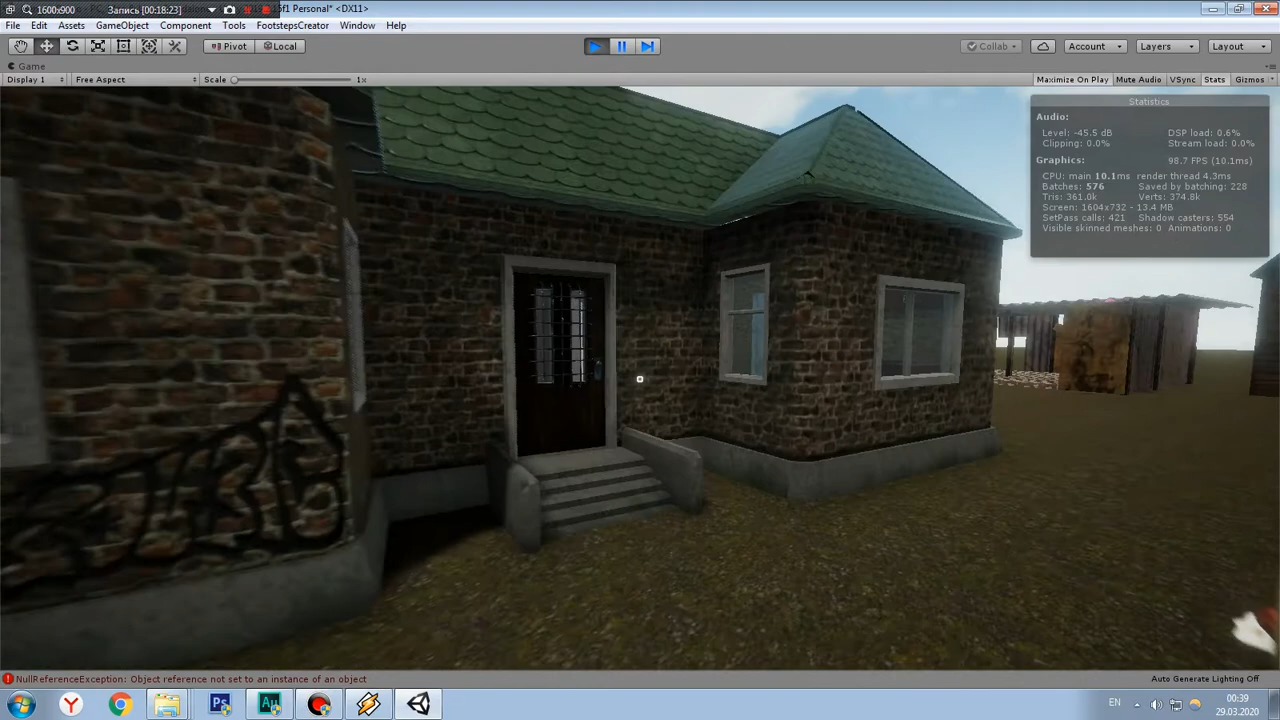 1600x900 Запись [00:18:23] 5f1 Personal* <DX11>
File Edit Assets GameObject Component Tools FootstepsCreator Window Help
Pivot Local Collab Account Layers Layout
Game
Display 1 Free Aspect Scale 1x Maximize On Play Mute Audio VSync Stats Gizmos
Statistics
Audio:
Level: -45.5 dB DSP load: 0.6%
Clipping: 0.0% Stream load: 0.0%
Graphics: 98.7 FPS (10.1ms)
CPU: main 10.1ms render thread 4.3ms
Batches: 576 Saved by batching: 228
Tris: 361.0k Verts: 374.8k
Screen: 1604x732 - 13.4 MB
SetPass calls: 421 Shadow casters: 554
Visible skinned meshes: 0 Animations: 0
NullReferenceException: Object reference not set to an instance of an object Auto Generate Lighting Off
Y Ps Au EN 00:39
29.03.2020